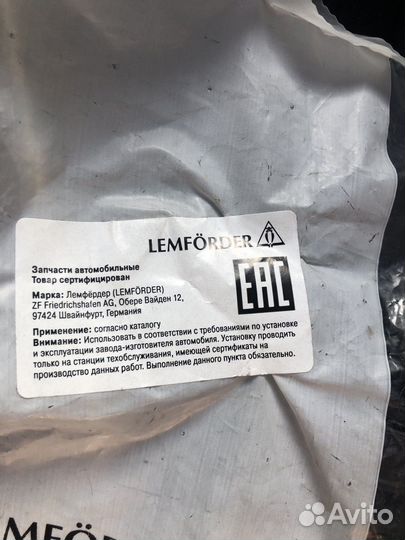 LEMFÖRDER
Запчасти автомобильные
Товар сертифицирован
Марка: Лемфёрдер (LEMFÖRDER)
ZF Friedrichshafen AG, Обере Вайден 12,
97424 Швайнфурт, Германия
EAC
Применение: согласно каталогу
Внимание: Использовать в соответствии с требованиями по установке
и эксплуатации завода-изготовителя автомобиля. Установку проводить
только на станции техобслуживания, имеющей сертификаты на
производство данных работ. Выполнение данного пункта обязательно.
MFÖRDER
Avito